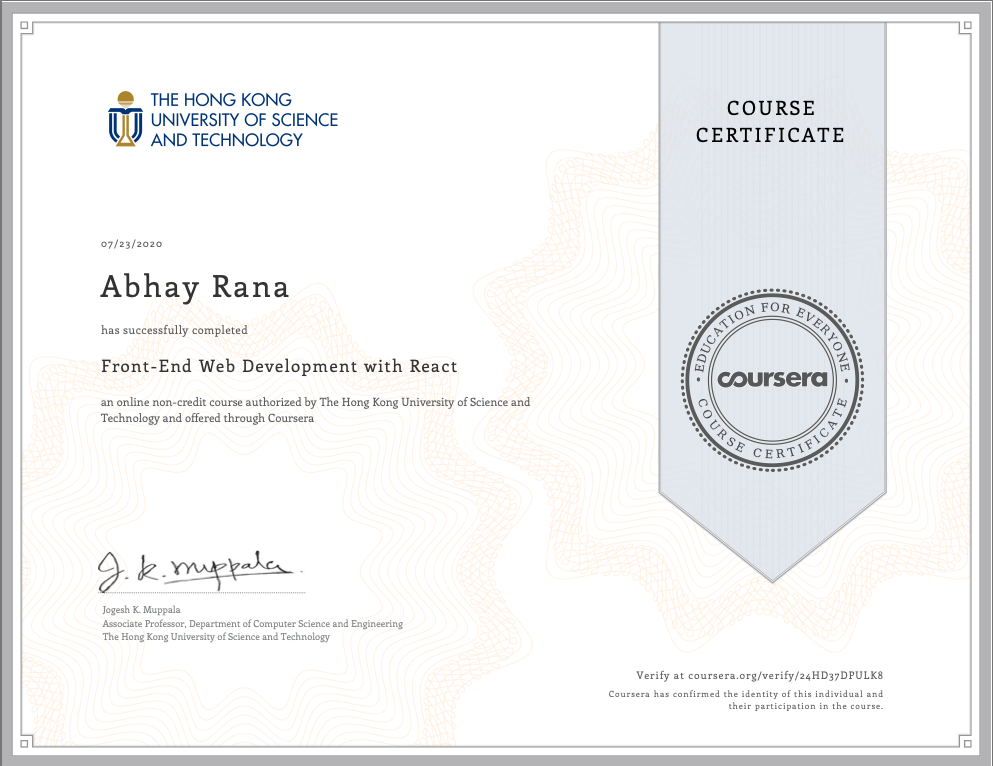 THE HONG KONG
UNIVERSITY OF SCIENCE
AND TECHNOLOGY
COURSE
CERTIFICATE
07/23/2020
Abhay Rana
has successfully completed
Front-End Web Development with React
an online non-credit course authorized by The Hong Kong University of Science and
Technology and offered through Coursera
EDUCATION FOR EVERYONE
coursera
COURSE CERTIFICATE
J. K. Muppala
Jogesh K. Muppala
Associate Professor, Department of Computer Science and Engineering
The Hong Kong University of Science and Technology
Verify at coursera.org/verify/24HD37DPULK8
Coursera has confirmed the identity of this individual and
their participation in the course.